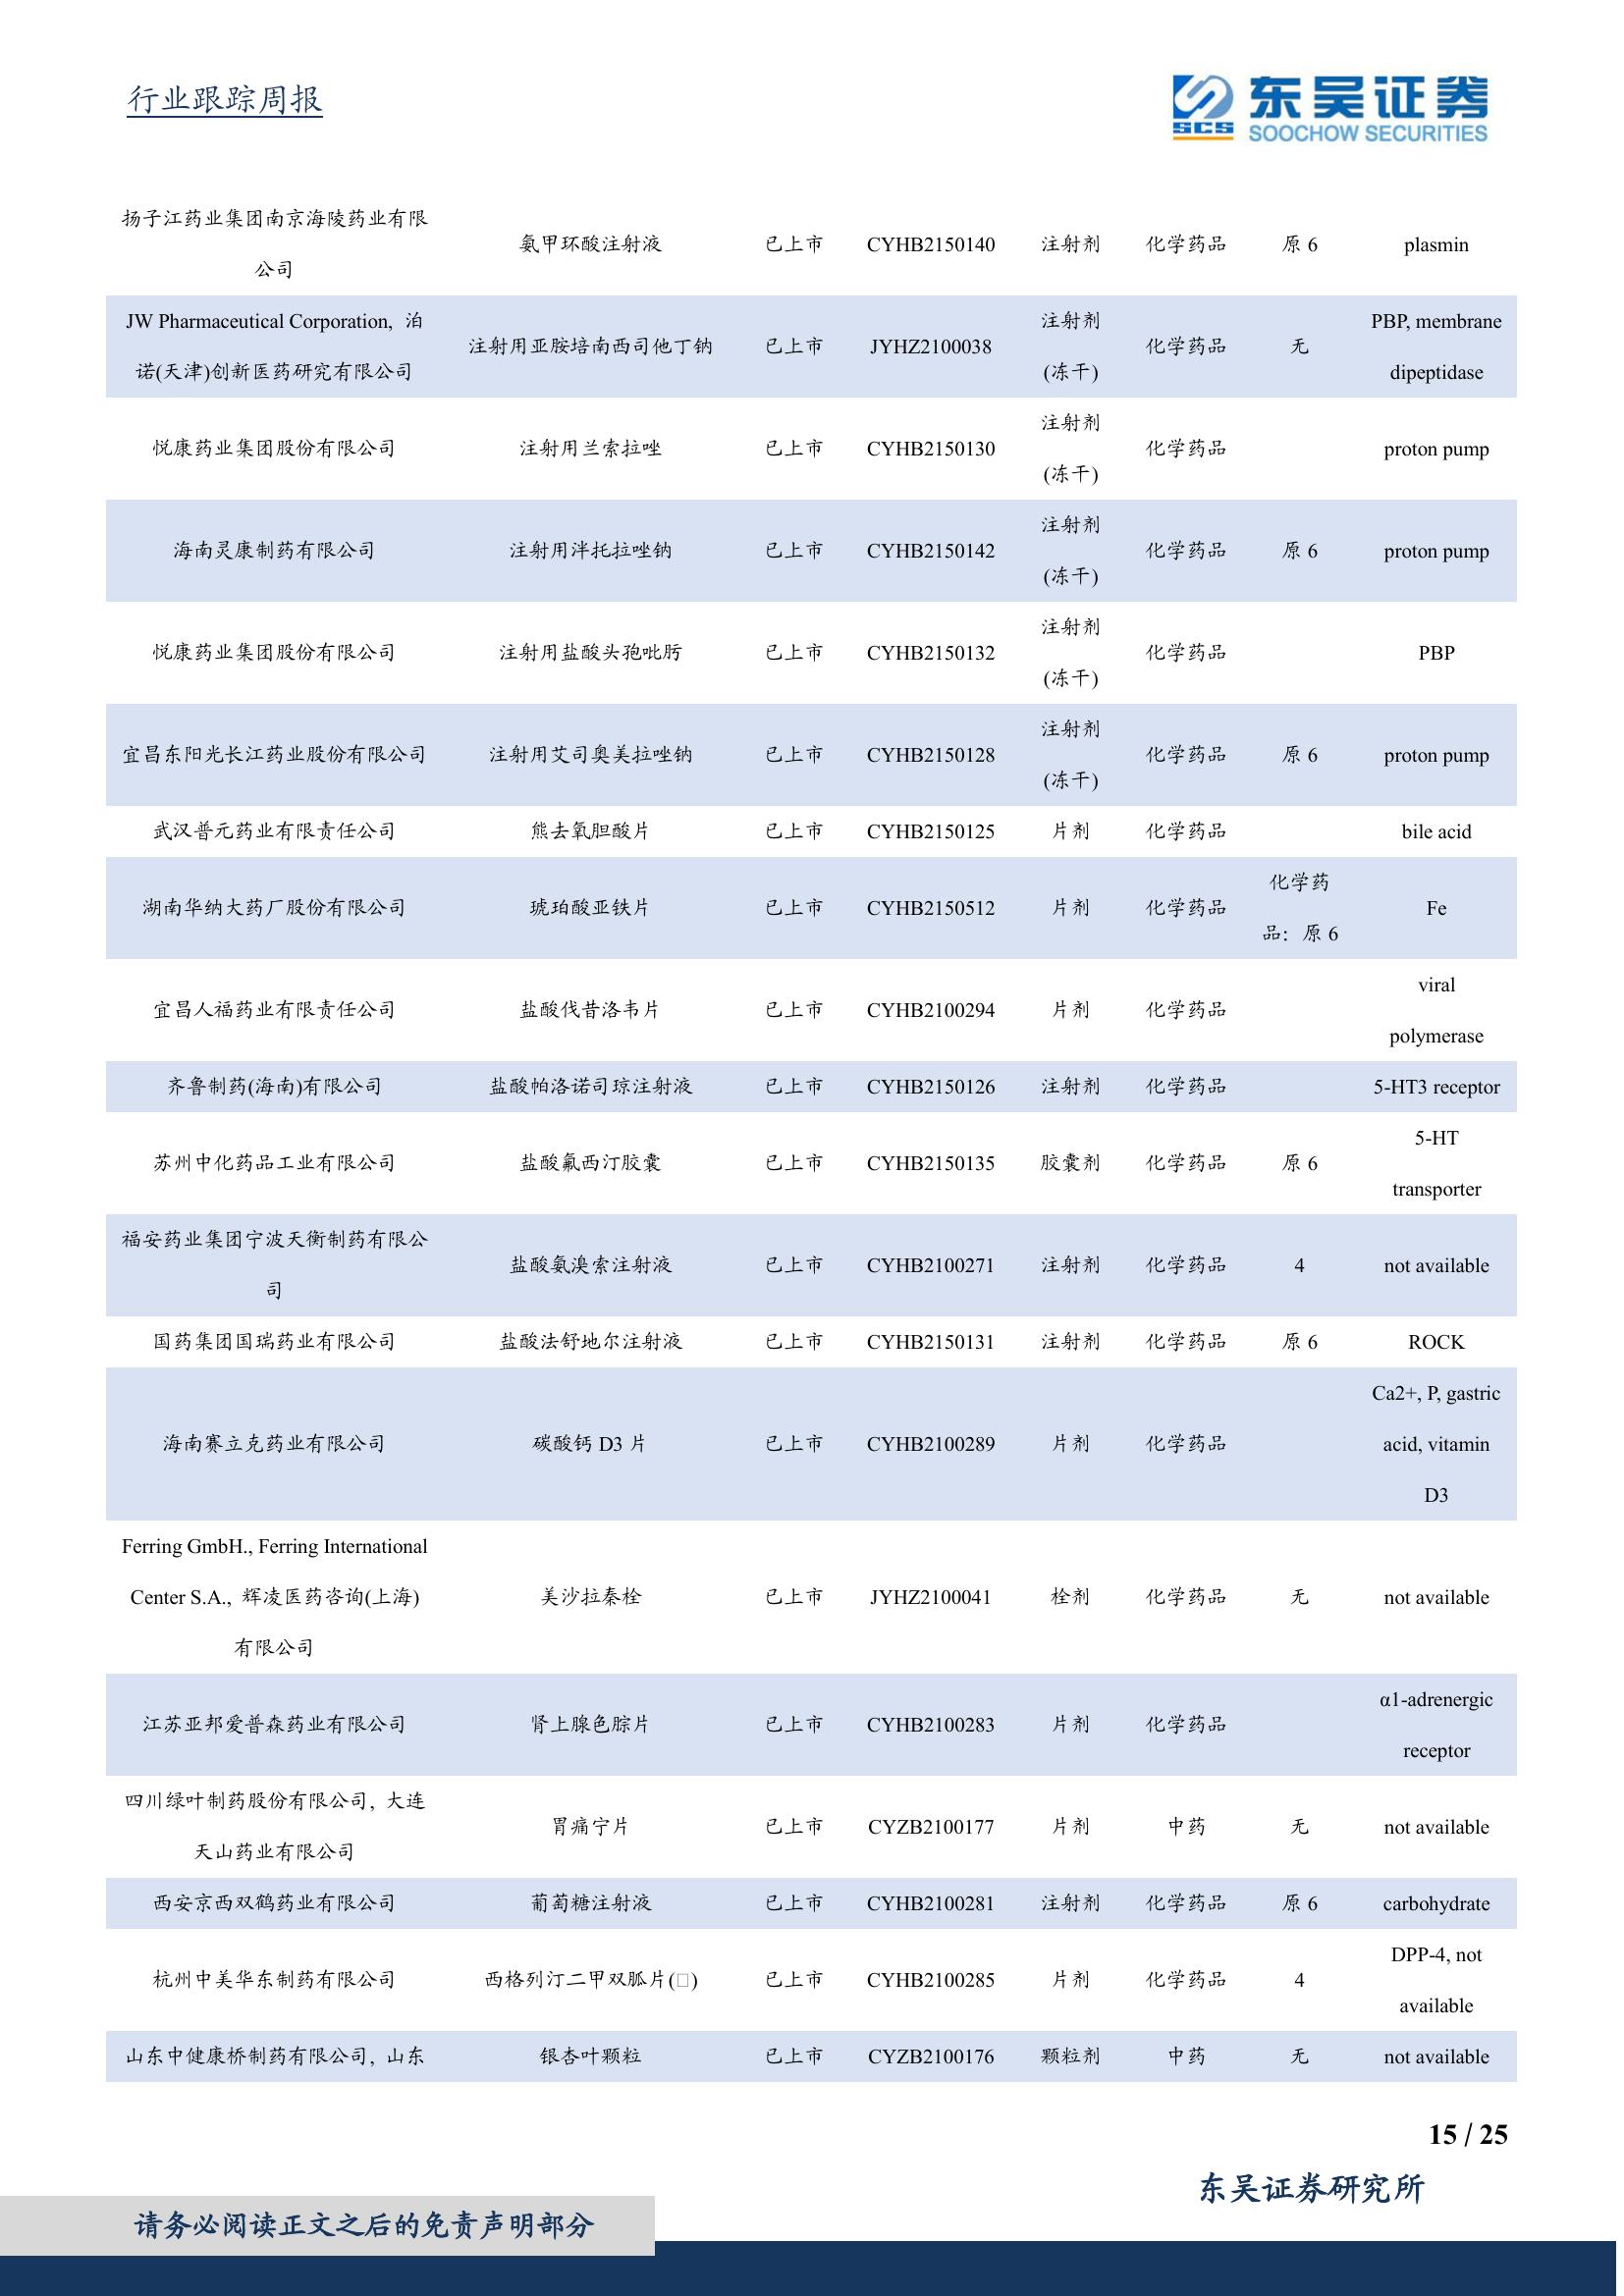 行业跟踪周报
SCS 东吴证券
SOOCHOW SECURITIES
扬子江药业集团南京海陵药业有限
公司
氨甲环酸注射液 已上市 CYHB2150140 注射剂 化学药品 原 6 plasmin
JW Pharmaceutical Corporation, 泊
诺(天津)创新医药研究有限公司
注射用亚胺培南西司他丁钠 已上市 JYHZ2100038
注射剂
(冻干)
化学药品 无
PBP, membrane
dipeptidase
悦康药业集团股份有限公司 注射用兰索拉唑 已上市 CYHB2150130
注射剂
(冻干)
化学药品 proton pump
海南灵康制药有限公司 注射用泮托拉唑钠 已上市 CYHB2150142
注射剂
(冻干)
化学药品 原 6 proton pump
悦康药业集团股份有限公司 注射用盐酸头孢吡肟 已上市 CYHB2150132
注射剂
(冻干)
化学药品 PBP
宜昌东阳光长江药业股份有限公司 注射用艾司奥美拉唑钠 已上市 CYHB2150128
注射剂
(冻干)
化学药品 原 6 proton pump
武汉普元药业有限责任公司 熊去氧胆酸片 已上市 CYHB2150125 片剂 化学药品 bile acid
湖南华纳大药厂股份有限公司 琥珀酸亚铁片 已上市 CYHB2150512 片剂 化学药品
化学药
品：原 6
Fe
宜昌人福药业有限责任公司 盐酸伐昔洛韦片 已上市 CYHB2100294 片剂 化学药品
viral
polymerase
齐鲁制药(海南)有限公司 盐酸帕洛诺司琼注射液 已上市 CYHB2150126 注射剂 化学药品 5-HT3 receptor
苏州中化药品工业有限公司 盐酸氟西汀胶囊 已上市 CYHB2150135 胶囊剂 化学药品 原 6
5-HT
transporter
福安药业集团宁波天衡制药有限公
司
盐酸氨溴索注射液 已上市 CYHB2100271 注射剂 化学药品 4 not available
国药集团国瑞药业有限公司 盐酸法舒地尔注射液 已上市 CYHB2150131 注射剂 化学药品 原 6 ROCK
海南赛立克药业有限公司 碳酸钙 D3 片 已上市 CYHB2100289 片剂 化学药品
Ca2+, P, gastric
acid, vitamin
D3
Ferring GmbH., Ferring International
Center S.A., 辉凌医药咨询(上海)
有限公司
美沙拉秦栓 已上市 JYHZ2100041 栓剂 化学药品 无 not available
江苏亚邦爱普森药业有限公司 肾上腺色腙片 已上市 CYHB2100283 片剂 化学药品
α1-adrenergic
receptor
四川绿叶制药股份有限公司, 大连
天山药业有限公司
胃痛宁片 已上市 CYZB2100177 片剂 中药 无 not available
西安京西双鹤药业有限公司 葡萄糖注射液 已上市 CYHB2100281 注射剂 化学药品 原 6 carbohydrate
杭州中美华东制药有限公司 西格列汀二甲双胍片(□) 已上市 CYHB2100285 片剂 化学药品 4
DPP-4, not
available
山东中健康桥制药有限公司, 山东 银杏叶颗粒 已上市 CYZB2100176 颗粒剂 中药 无 not available
15 / 25
东吴证券研究所
请务必阅读正文之后的免责声明部分